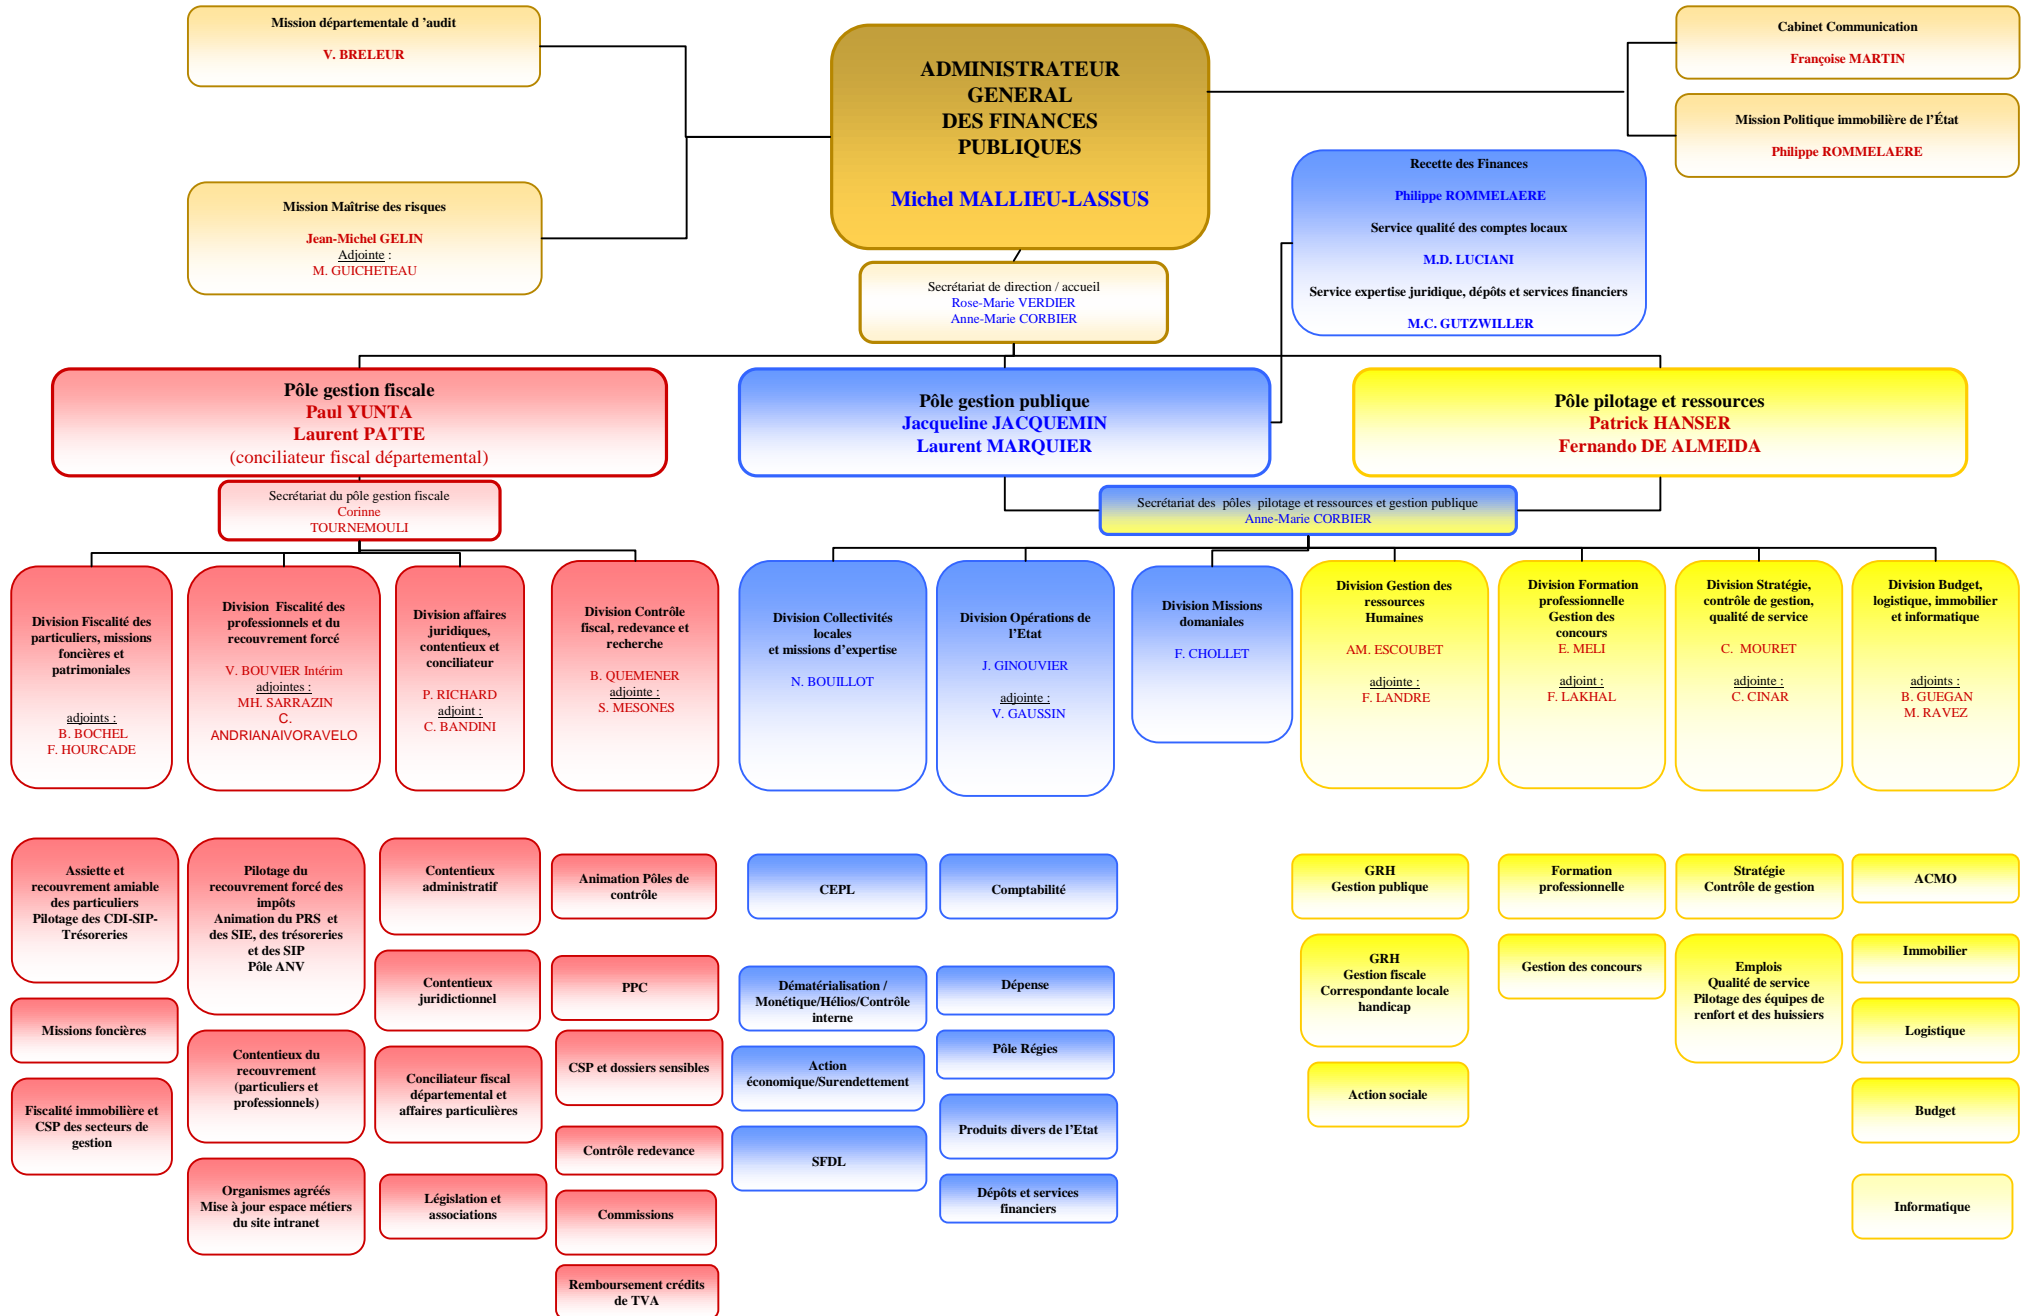 Mission départementale d 'audit
V. BRELEUR
ADMINISTRATEUR
GENERAL
DES FINANCES
PUBLIQUES
Michel MALLIEU-LASSUS
Cabinet Communication
Françoise MARTIN
Mission Politique immobilière de l'État
Philippe ROMMELAERE
Mission Maîtrise des risques
Jean-Michel GELIN
Adjointe :
M. GUICHETEAU
Recette des Finances
Philippe ROMMELAERE
Service qualité des comptes locaux
M.D. LUCIANI
Service expertise juridique, dépôts et services financiers
M.C. GUTZWILLER
Secrétariat de direction / accueil
Rose-Marie VERDIER
Anne-Marie CORBIER
Pôle gestion fiscale
Paul YUNTA
Laurent PATTE
(conciliateur fiscal départemental)
Pôle gestion publique
Jacqueline JACQUEMIN
Laurent MARQUIER
Pôle pilotage et ressources
Patrick HANSER
Fernando DE ALMEIDA
Secrétariat du pôle gestion fiscale
Corinne
TOURNEMOULI
Secrétariat des pôles pilotage et ressources et gestion publique
Anne-Marie CORBIER
Division Fiscalité des
particuliers, missions
foncières et
patrimoniales
adjoints :
B. BOCHEL
F. HOURCADE
Division Fiscalité des
professionnels et du
recouvrement forcé
V. BOUVIER Intérim
adjointes :
MH. SARRAZIN
C.
ANDRIANAIVORAVELO
Division affaires
juridiques,
contentieux et
conciliateur
P. RICHARD
adjoint :
C. BANDINI
Division Contrôle
fiscal, redevance et
recherche
B. QUEMENER
adjointe :
S. MESONES
Division Collectivités
locales
et missions d'expertise
N. BOUILLOT
Division Opérations de
l'Etat
J. GINOUVIER
adjointe :
V. GAUSSIN
Division Missions
domaniales
F. CHOLLET
Division Gestion des
ressources
Humaines
AM. ESCOUBET
adjointe :
F. LANDRE
Division Formation
professionnelle
Gestion des
concours
E. MELI
adjoint :
F. LAKHAL
Division Stratégie,
contrôle de gestion,
qualité de service
C. MOURET
adjointe :
C. CINAR
Division Budget,
logistique, immobilier
et informatique
adjoints :
B. GUEGAN
M. RAVEZ
Assiette et
recouvrement amiable
des particuliers
Pilotage des CDI-SIP-
Trésoreries
Missions foncières
Fiscalité immobilière et
CSP des secteurs de
gestion
Pilotage du
recouvrement forcé des
impôts
Animation du PRS et
des SIE, des trésoreries
et des SIP
Pôle ANV
Contentieux du
recouvrement
(particuliers et
professionnels)
Organismes agréés
Mise à jour espace métiers
du site intranet
Contentieux
administratif
Contentieux
juridictionnel
Conciliateur fiscal
départemental et
affaires particulières
Législation et
associations
Animation Pôles de
contrôle
PPC
CSP et dossiers sensibles
Contrôle redevance
Commissions
Remboursement crédits
de TVA
CEPL
Dématérialisation /
Monétique/Hélios/Contrôle
interne
Action
économique/Surendettement
SFDL
Comptabilité
Dépense
Pôle Régies
Produits divers de l'Etat
Dépôts et services
financiers
GRH
Gestion publique
GRH
Gestion fiscale
Correspondante locale
handicap
Action sociale
Formation
professionnelle
Gestion des concours
Stratégie
Contrôle de gestion
Emplois
Qualité de service
Pilotage des équipes de
renfort et des huissiers
ACMO
Immobilier
Logistique
Budget
Informatique